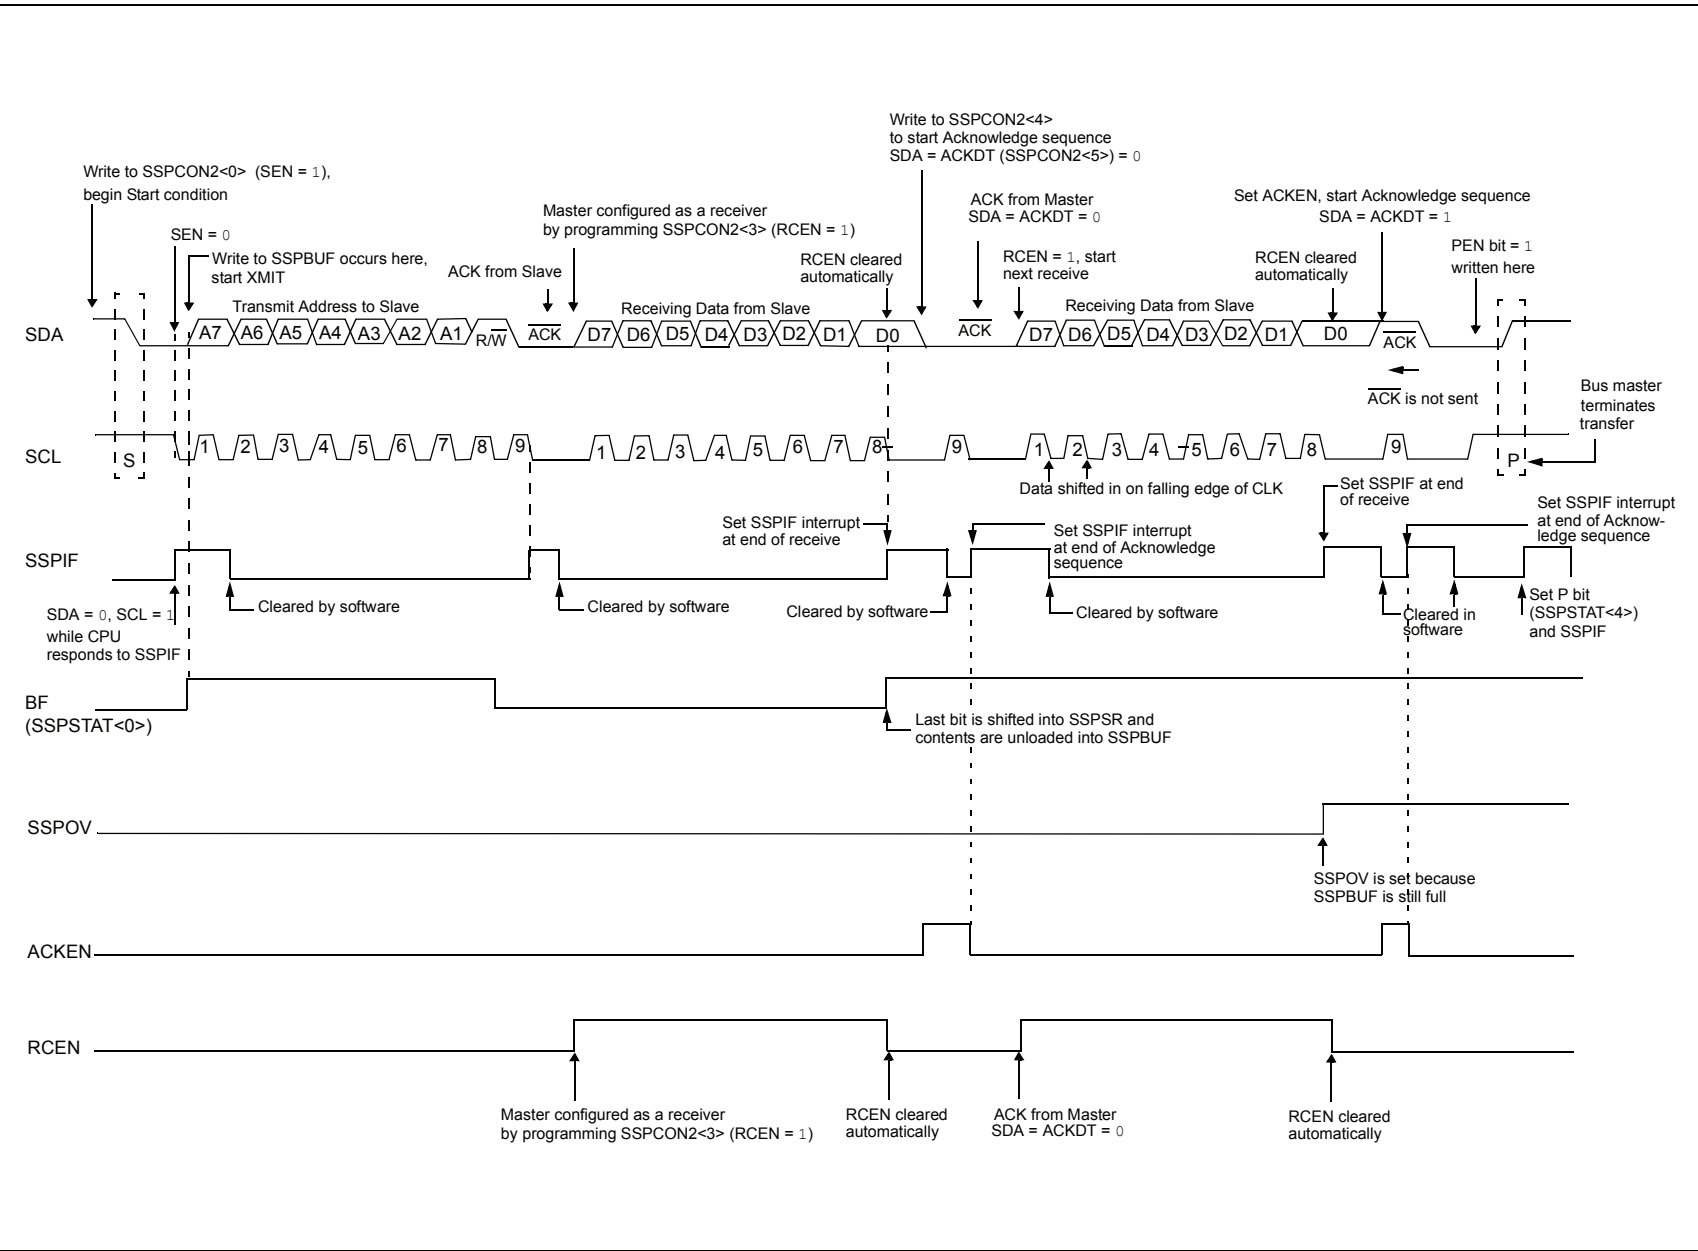 Write to SSPCON2<4>
to start Acknowledge sequence
SDA = ACKDT (SSPCON2<5>) = 0
Write to SSPCON2<0> (SEN = 1),
begin Start condition
ACK from Master
SDA = ACKDT = 0
Set ACKEN, start Acknowledge sequence
SDA = ACKDT = 1
Master configured as a receiver
by programming SSPCON2<3> (RCEN = 1)
SEN = 0
PEN bit = 1
written here
Write to SSPBUF occurs here,
start XMIT
ACK from Slave
RCEN cleared
automatically
RCEN = 1, start
next receive
RCEN cleared
automatically
Transmit Address to Slave
Receiving Data from Slave
Receiving Data from Slave
SDA A7 A6 A5 A4 A3 A2 A1 R/W ACK D7 D6 D5 D4 D3 D2 D1 D0 ACK D7 D6 D5 D4 D3 D2 D1 D0 ACK
ACK is not sent
Bus master
terminates
transfer
SCL S 1 2 3 4 5 6 7 8 9 1 2 3 4 5 6 7 8 9 1 2 3 4 5 6 7 8 9 P
Data shifted in on falling edge of CLK
Set SSPIF at end
of receive
Set SSPIF interrupt
at end of receive
Set SSPIF interrupt
at end of Acknowledge
sequence
Set SSPIF interrupt
at end of Acknow-
ledge sequence
SSPIF
SDA = 0, SCL = 1
while CPU
responds to SSPIF
Cleared by software
Cleared by software
Cleared by software
Cleared by software
Cleared in
software
Set P bit
(SSPSTAT<4>)
and SSPIF
BF
(SSPSTAT<0>)
Last bit is shifted into SSPSR and
contents are unloaded into SSPBUF
SSPOV
SSPOV is set because
SSPBUF is still full
ACKEN
RCEN
Master configured as a receiver
by programming SSPCON2<3> (RCEN = 1)
RCEN cleared
automatically
ACK from Master
SDA = ACKDT = 0
RCEN cleared
automatically